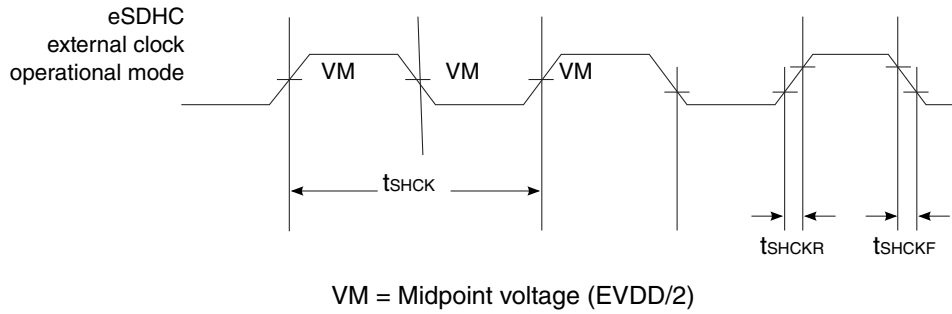 eSDHC
external clock
operational mode
VM VM VM
tSHCK
tSHCKR tSHCKF
VM = Midpoint voltage (EVDD/2)